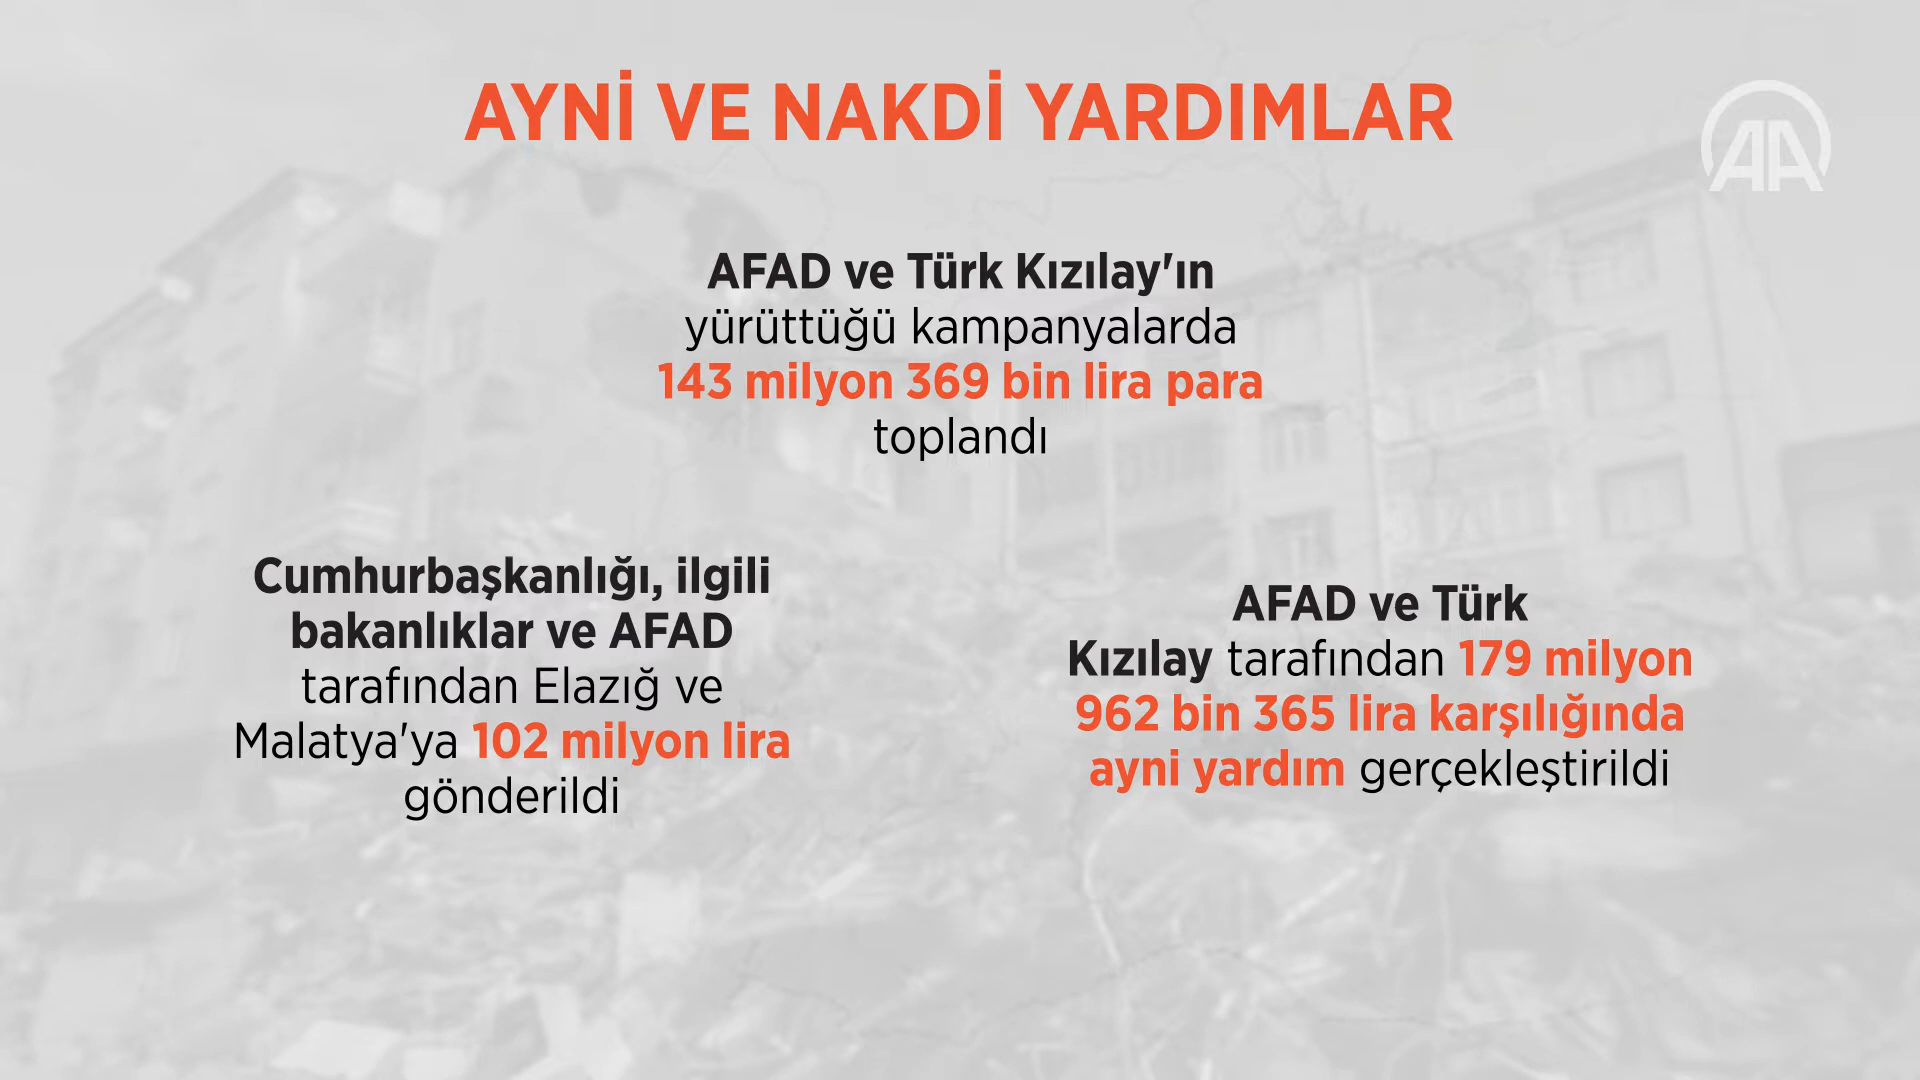 AYNİ VE NAKDİ YARDIMLAR
AA
AFAD ve Türk Kızılay'ın
yürüttüğü kampanyalarda
143 milyon 369 bin lira para
toplandı
Cumhurbaşkanlığı, ilgili
bakanlıklar ve AFAD
tarafından Elazığ ve
Malatya'ya 102 milyon lira
gönderildi
AFAD ve Türk
Kızılay tarafından 179 milyon
962 bin 365 lira karşılığında
ayni yardım gerçekleştirildi